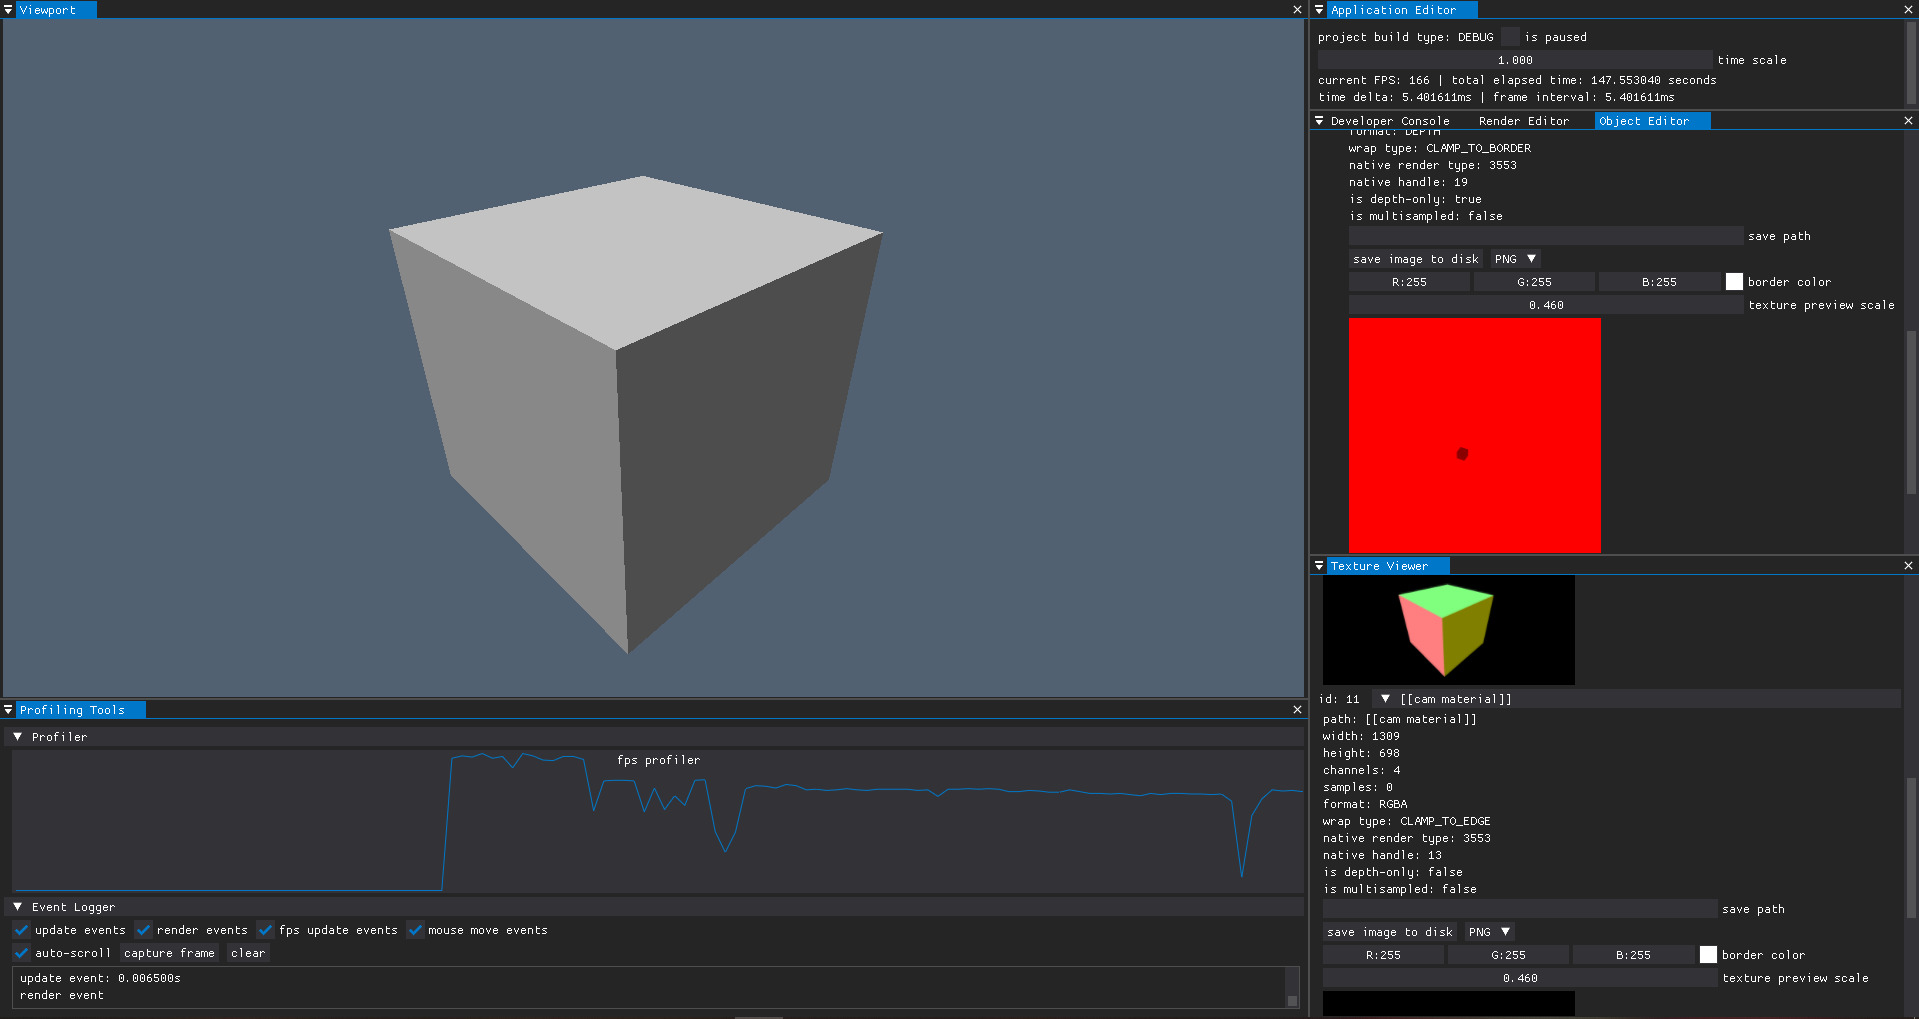 Viewport
Profiling Tools
Profiler
fps profiler
Event Logger
update events
render events
fps update events
mouse move events
auto-scroll
capture frame
clear
update event: 0.006500s
render event
Application Editor
project build type: DEBUG
is paused
1.000
time scale
current FPS: 166 | total elapsed time: 147.553040 seconds
time delta: 5.401611ms | frame interval: 5.401611ms
Developer Console
Render Editor
Object Editor
format: DEPTH
wrap type: CLAMP_TO_BORDER
native render type: 3553
native handle: 19
is depth-only: true
is multisampled: false
save path
save image to disk
PNG
R:255
G:255
B:255
border color
0.460
texture preview scale
Texture Viewer
id: 11
[[cam material]]
path: [[cam material]]
width: 1309
height: 698
channels: 4
samples: 0
format: RGBA
wrap type: CLAMP_TO_EDGE
native render type: 3553
native handle: 13
is depth-only: false
is multisampled: false
save path
save image to disk
PNG
R:255
G:255
B:255
border color
0.460
texture preview scale